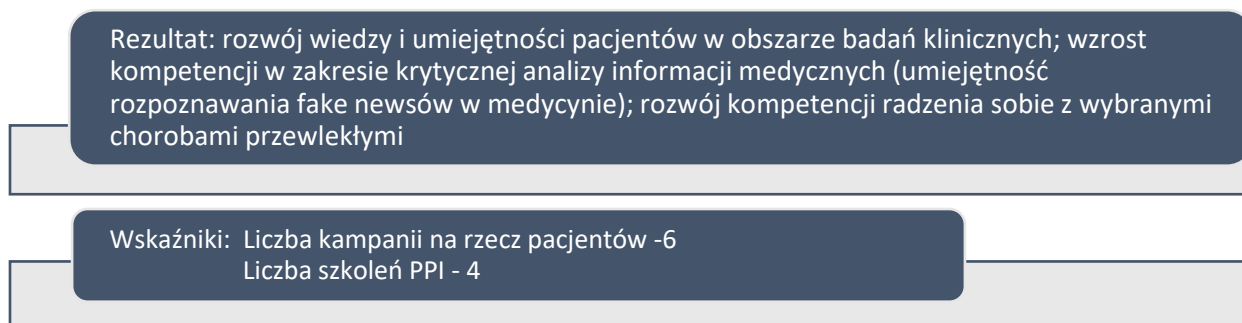 Rezultat: rozwój wiedzy i umiejętności pacjentów w obszarze badań klinicznych; wzrost
kompetencji w zakresie krytycznej analizy informacji medycznych (umiejętność
rozpoznawania fake newsów w medycynie); rozwój kompetencji radzenia sobie z wybranymi
chorobami przewlekłymi
Wskaźniki: Liczba kampanii na rzecz pacjentów -6
Liczba szkoleń PPI - 4